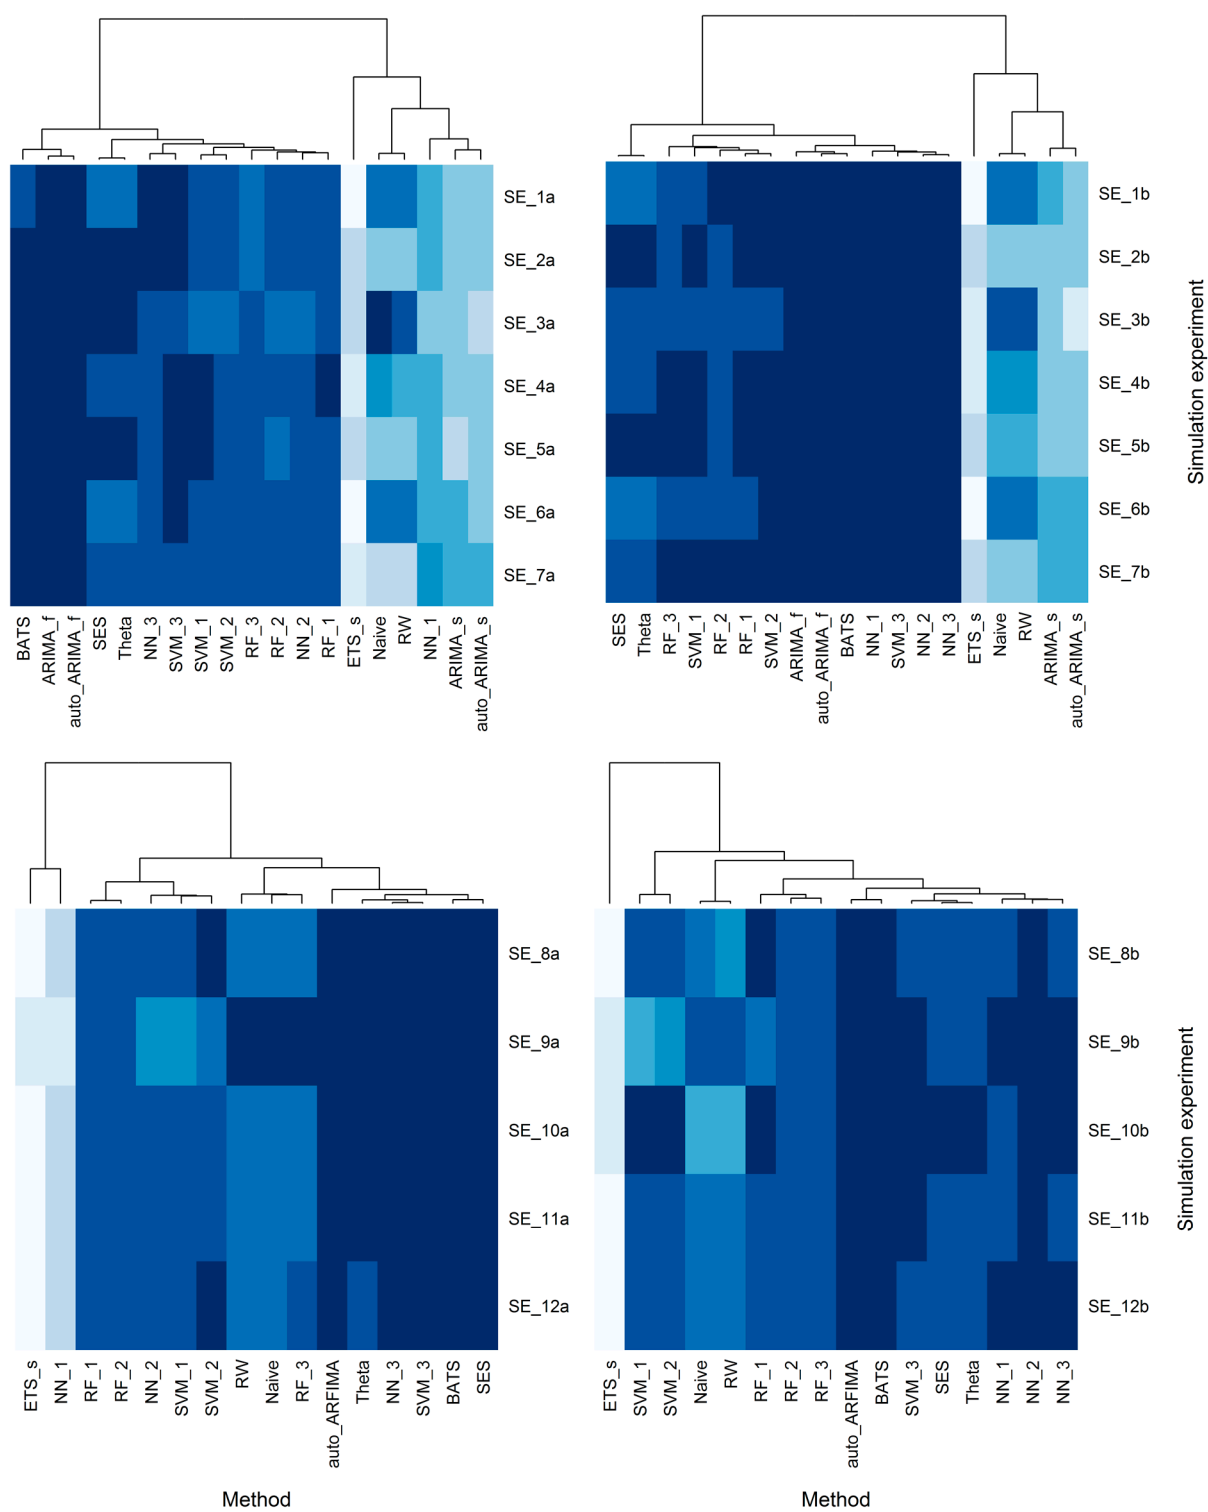 SE_1a
SE_2a
SE_3a
SE_4a
SE_5a
SE_6a
SE_7a
BATS
ARIMA_f
auto_ARIMA_f
SES
Theta
NN_3
SVM_3
SVM_1
SVM_2
RF_3
RF_2
NN_2
RF_1
ETS_s
Naive
RW
NN_1
ARIMA_s
auto_ARIMA_s
SE_1b
SE_2b
SE_3b
SE_4b
SE_5b
SE_6b
SE_7b
Simulation experiment
SES
Theta
RF_3
SVM_1
RF_2
RF_1
SVM_2
ARIMA_f
auto_ARIMA_f
BATS
NN_1
SVM_3
NN_2
NN_3
ETS_s
Naive
RW
ARIMA_s
auto_ARIMA_s
SE_8a
SE_9a
SE_10a
SE_11a
SE_12a
ETS_s
NN_1
RF_1
RF_2
NN_2
SVM_1
SVM_2
RW
Naive
RF_3
auto_ARFIMA
Theta
NN_3
SVM_3
BATS
SES
Method
SE_8b
SE_9b
SE_10b
SE_11b
SE_12b
Simulation experiment
ETS_s
SVM_1
SVM_2
Naive
RW
RF_1
RF_2
RF_3
auto_ARFIMA
BATS
SVM_3
SES
Theta
NN_1
NN_2
NN_3
Method